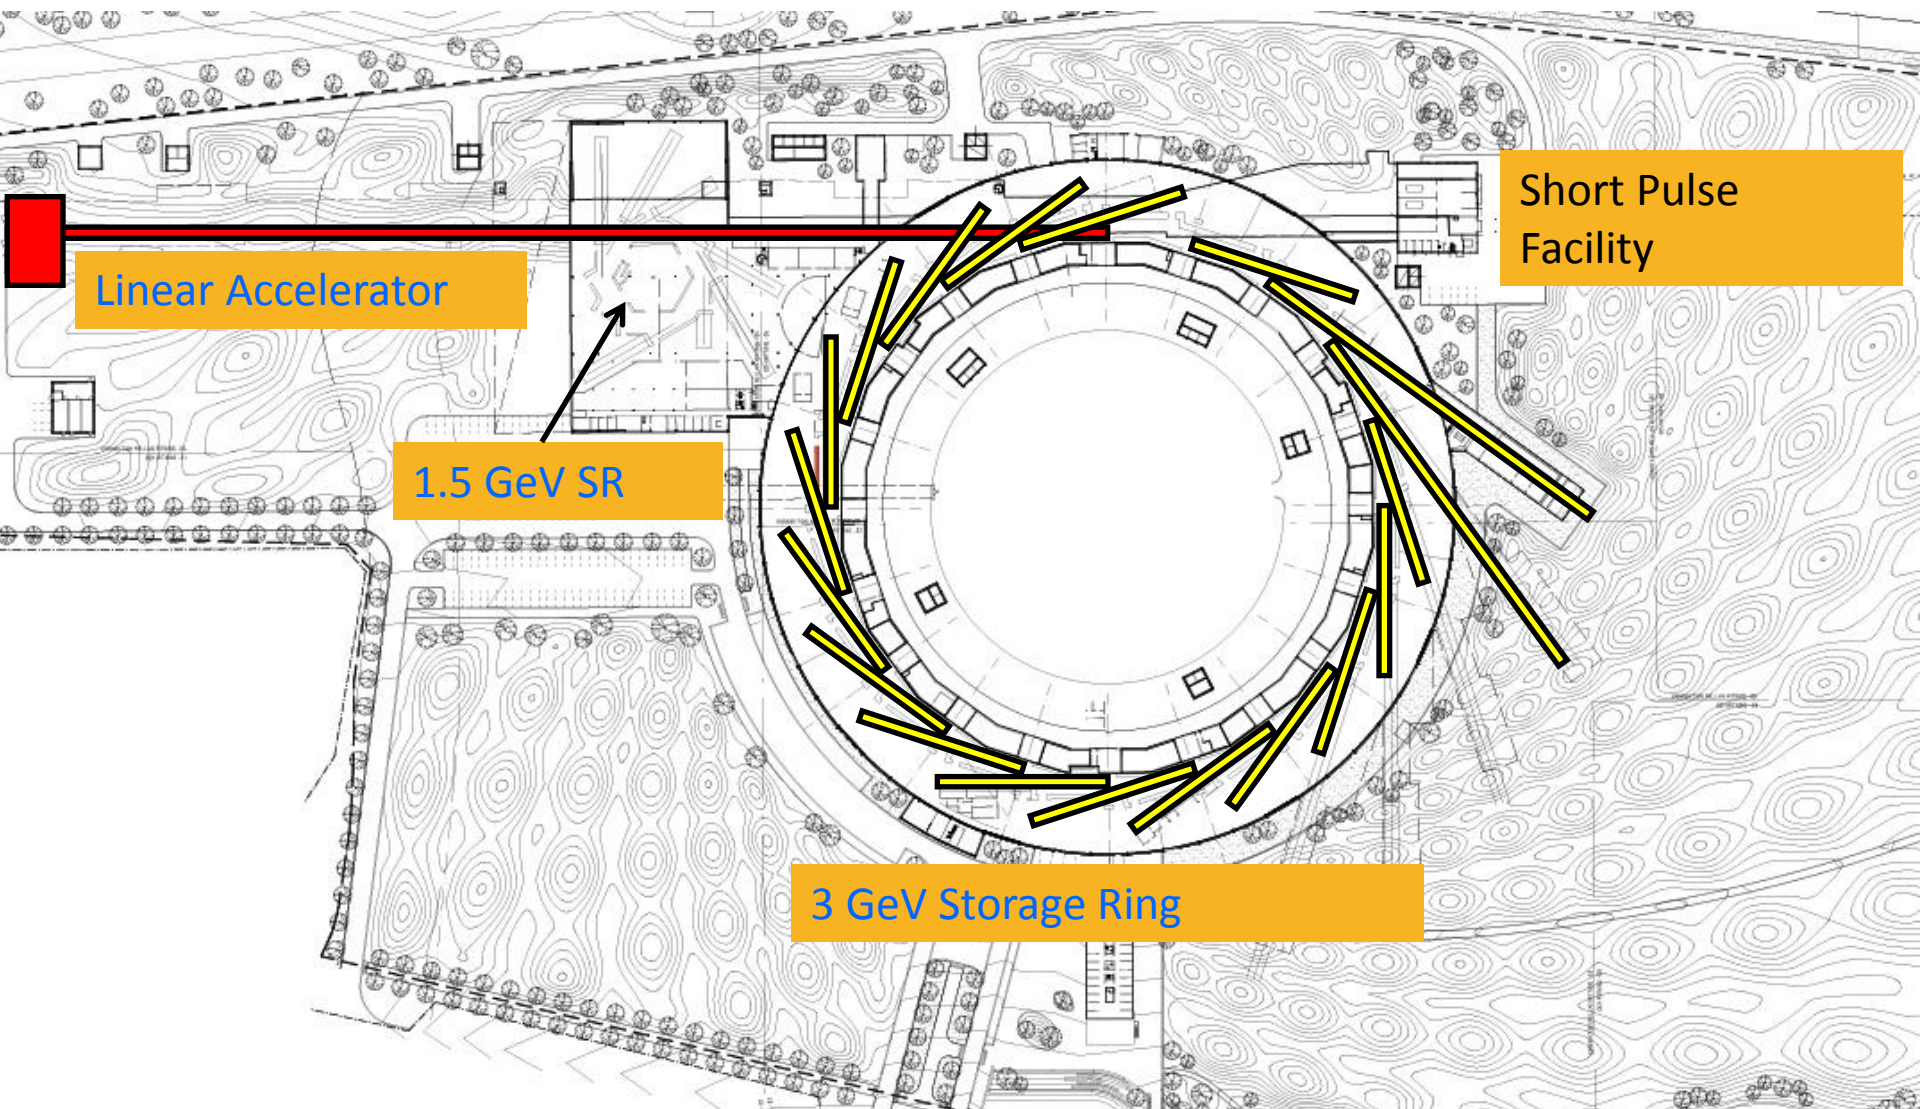 Short Pulse
Facility
Linear Accelerator
1.5 GeV SR
3 GeV Storage Ring